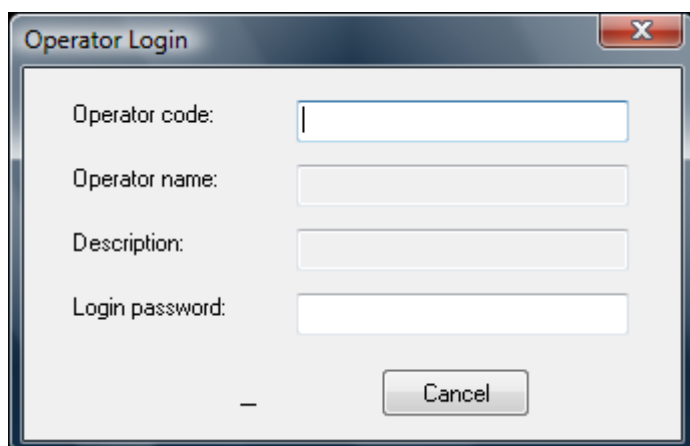 Operator Login
Operator code:
Operator name:
Description:
Login password:
Cancel